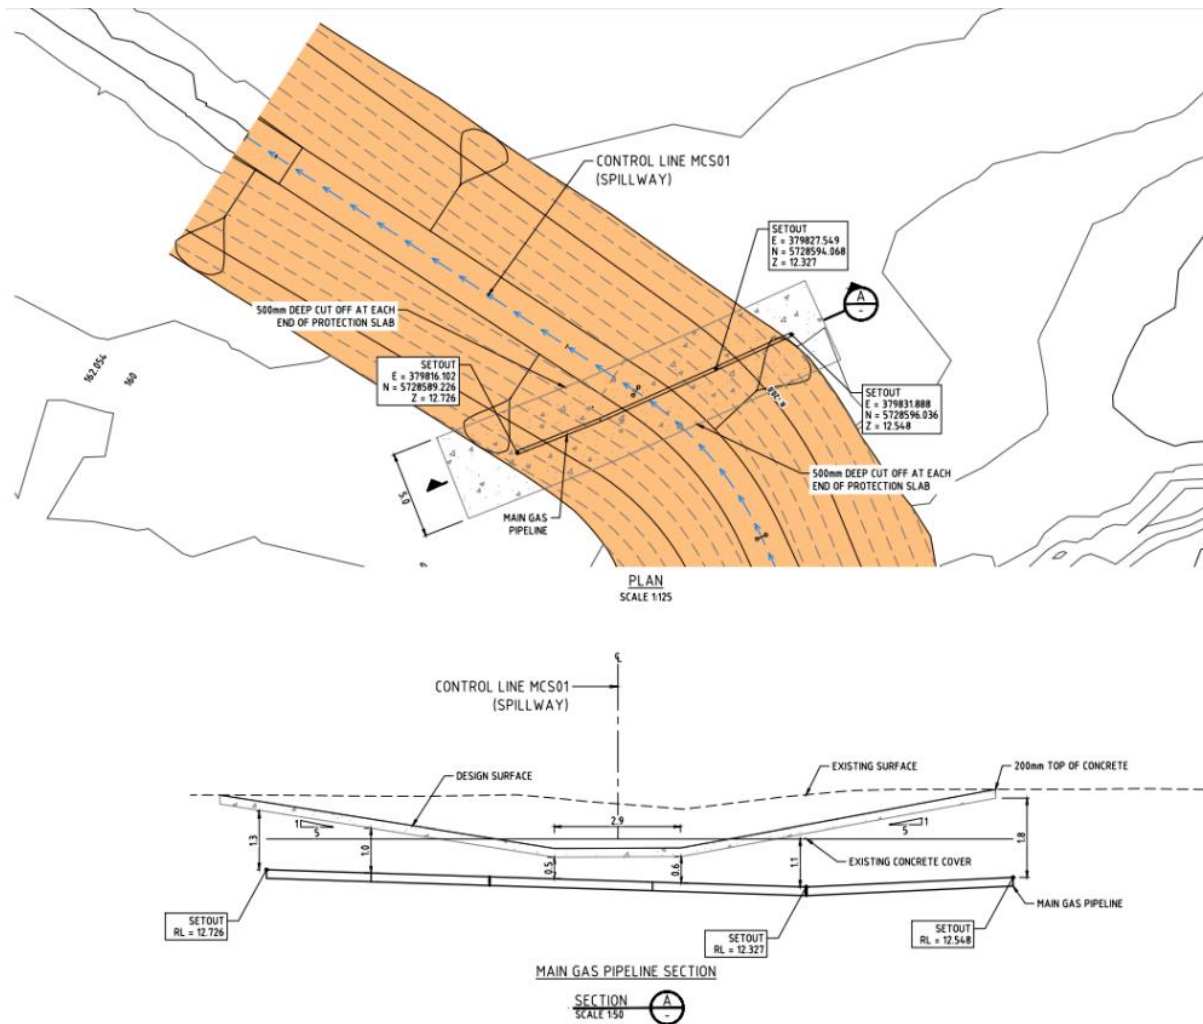 CONTROL LINE MCS01
(SPILLWAY)
SETOUT
E = 379827.549
N = 5728594.068
Z = 12.327
A
-
500mm DEEP CUT OFF AT EACH
END OF PROTECTION SLAB
SETOUT
E = 379816.102
N = 5728589.226
Z = 12.726
162.054
160
SETOUT
E = 379831.888
N = 5728596.036
Z = 12.548
500mm DEEP CUT OFF AT EACH
END OF PROTECTION SLAB
5.0
MAIN GAS
PIPELINE
PLAN
SCALE 1:125
CONTROL LINE MCS01
(SPILLWAY)
DESIGN SURFACE
EXISTING SURFACE
200mm TOP OF CONCRETE
2.9
1
5
1
5
1.3
1.0
0.5
0.6
1.1
1.8
EXISTING CONCRETE COVER
MAIN GAS PIPELINE
SETOUT
RL = 12.726
SETOUT
RL = 12.327
SETOUT
RL = 12.548
MAIN GAS PIPELINE SECTION
SECTION
SCALE 1:50
A
-